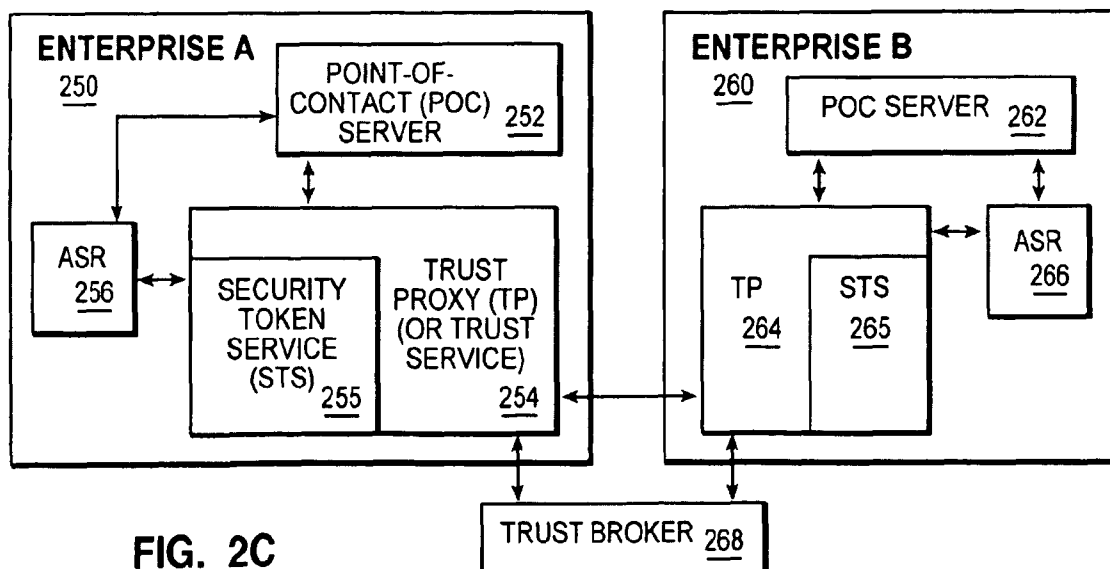 ENTERPRISE A
250
POINT-OF-
CONTACT (POC)
SERVER
252
ASR
256
SECURITY
TOKEN
SERVICE
(STS)
255
TRUST
PROXY (TP)
(OR TRUST
SERVICE)
254
ENTERPRISE B
260
POC SERVER
262
TP
264
STS
265
ASR
266
TRUST BROKER
268
FIG. 2C